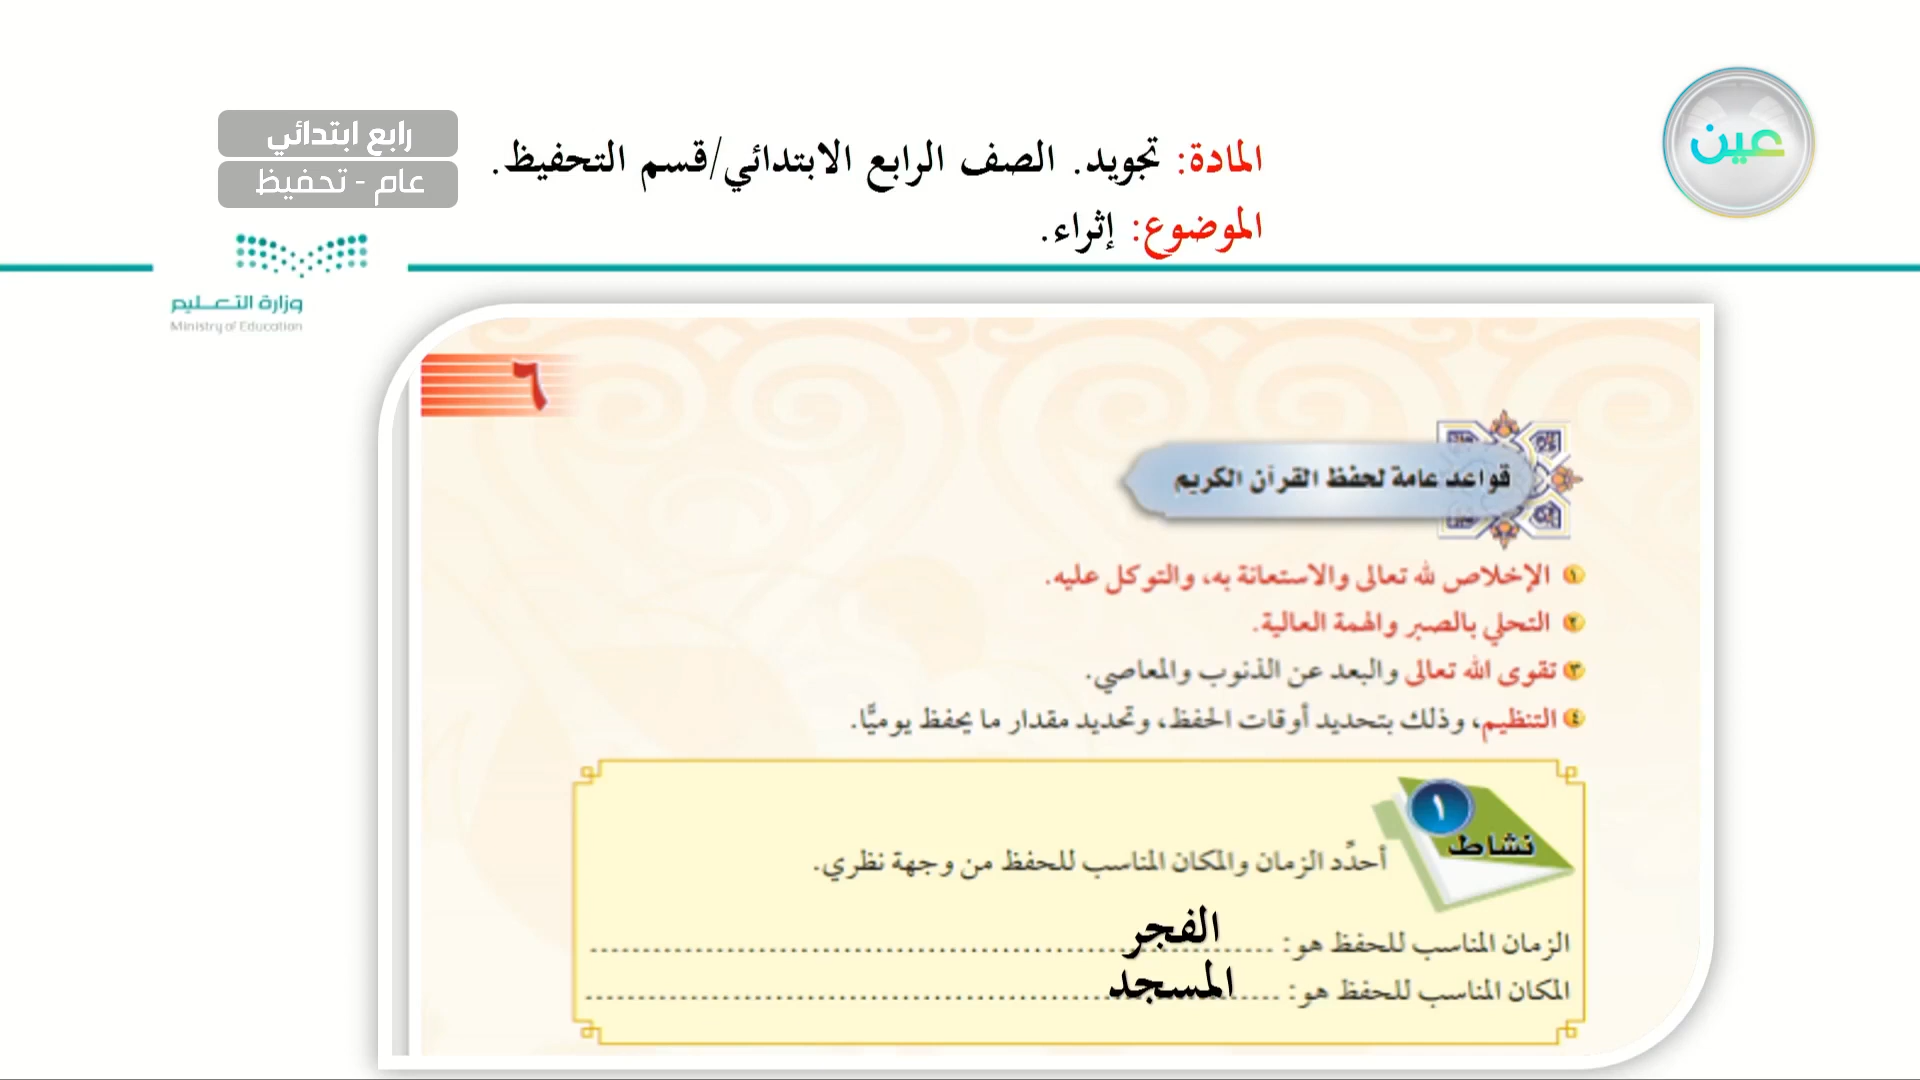 عين
المادة: تجويد. الصف الرابع الابتدائي/قسم التحفيظ.
الموضوع: إثراء.
رابع ابتدائي
عام - تحفيظ
وزارة التعليم
Ministry of Education
٦
قواعد عامة لحفظ القرآن الكريم
١ الإخلاص لله تعالى والاستعانة به، والتوكل عليه.
٢ التحلي بالصبر والهمة العالية.
٣ تقوى الله تعالى والبعد عن الذنوب والمعاصي.
٤ التنظيم، وذلك بتحديد أوقات الحفظ، وتحديد مقدار ما يحفظ يوميًّا.
نشاط ١
أحدِّد الزمان والمكان المناسب للحفظ من وجهة نظري.
الزمان المناسب للحفظ هو: الفجر
المكان المناسب للحفظ هو: المسجد